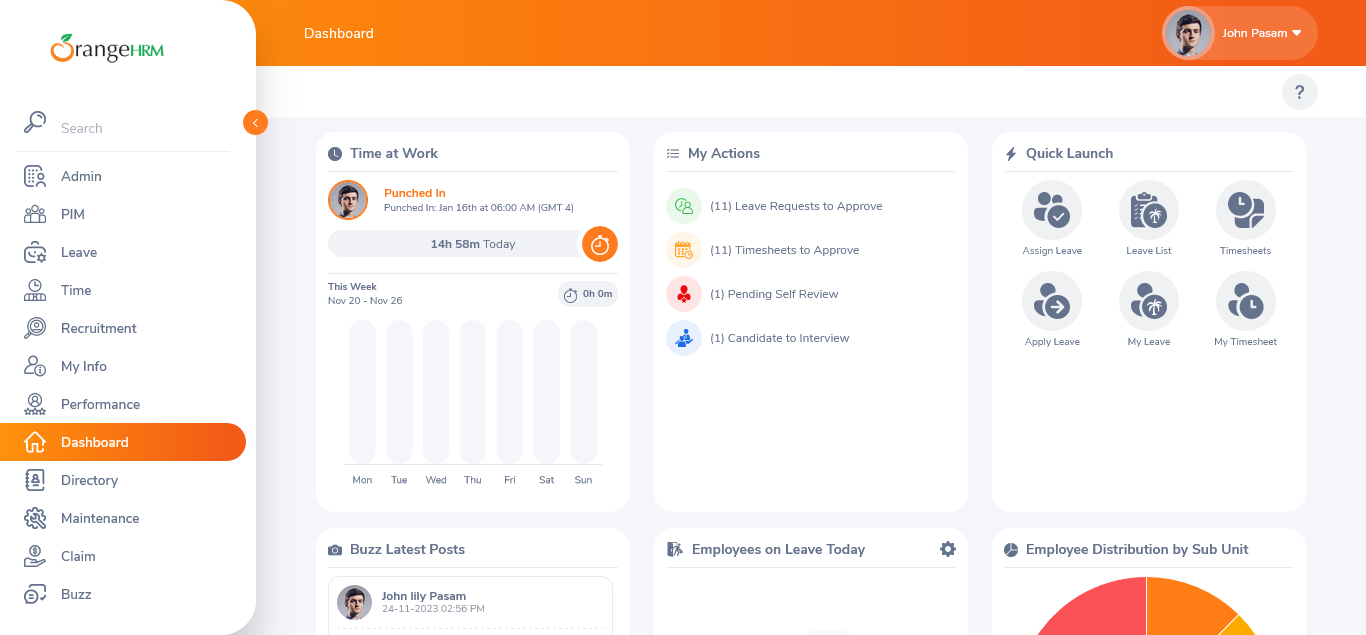 OrangeHRM
Search
Admin
PIM
Leave
Time
Recruitment
My Info
Performance
Dashboard
Directory
Maintenance
Claim
Buzz
Dashboard
John Pasam
?
Time at Work
Punched In
Punched In: Jan 16th at 06:00 AM (GMT 4)
14h 58m Today
This Week
Nov 20 - Nov 26
0h 0m
Mon Tue Wed Thu Fri Sat Sun
My Actions
(11) Leave Requests to Approve
(11) Timesheets to Approve
(1) Pending Self Review
(1) Candidate to Interview
Quick Launch
Assign Leave Leave List Timesheets
Apply Leave My Leave My Timesheet
Buzz Latest Posts
John lily Pasam
24-11-2023 02:56 PM
Employees on Leave Today
Employee Distribution by Sub Unit